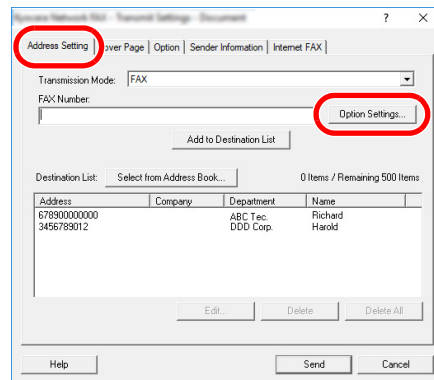 Kyocera Network FAX - Transmit Settings - Document ? ×
Address Setting Cover Page Option Sender Information Internet FAX
Transmission Mode: FAX
FAX Number:
Option Settings...
Add to Destination List
Destination List: Select from Address Book... 0 Items / Remaining 500 Items
Address Company Department Name
678900000000 ABC Tec. Richard
3456789012 DDD Corp. Harold
Edit... Delete Delete All
Help Send Cancel